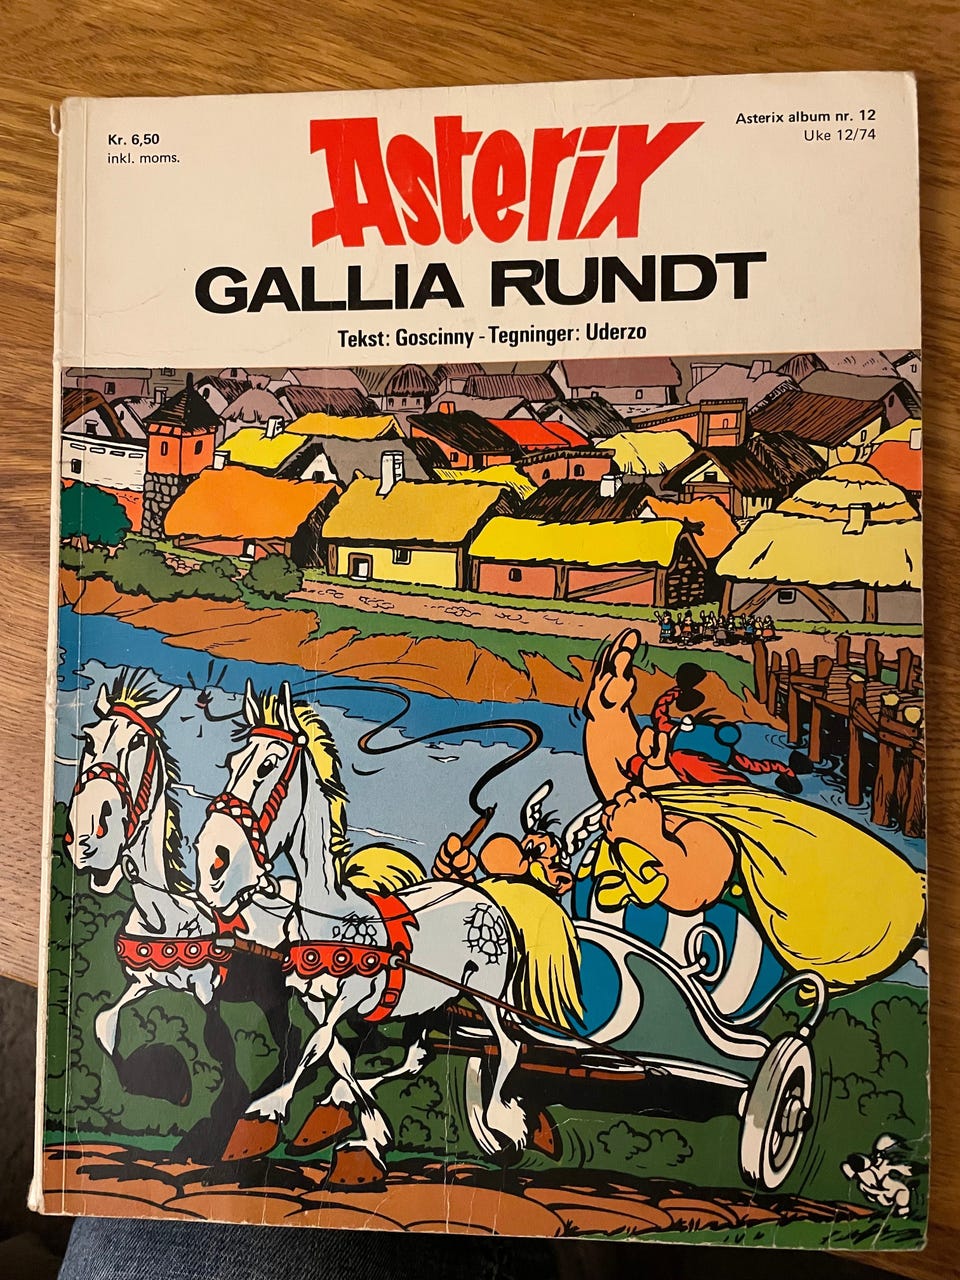 Kr. 6,50
inkl. moms.
Asterix album nr. 12
Uke 12/74
Asterix
GALLIA RUNDT
Tekst: Goscinny - Tegninger: Uderzo